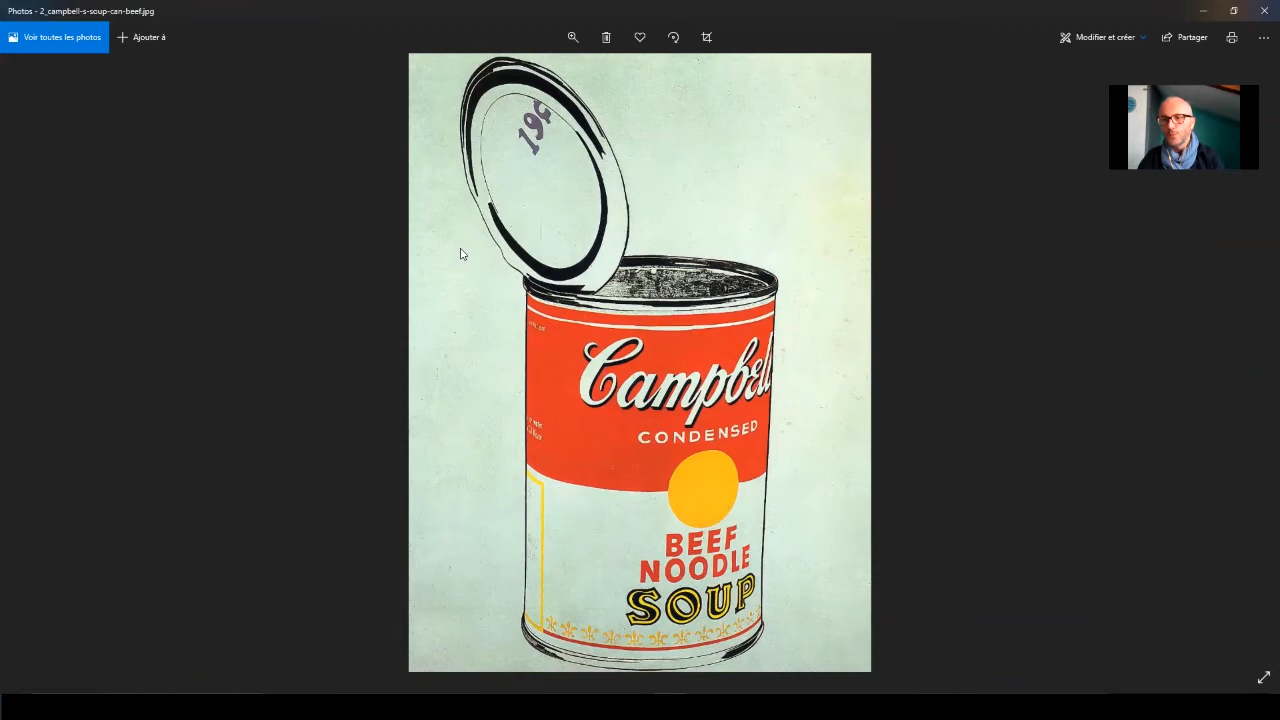 Photos - 2_campbell-s-soup-can-beef.jpg
Voir toutes les photos
Ajouter à
Modifier et créer
Partager
19¢
Campbell
CONDENSED
BEEF
NOODLE
SOUP